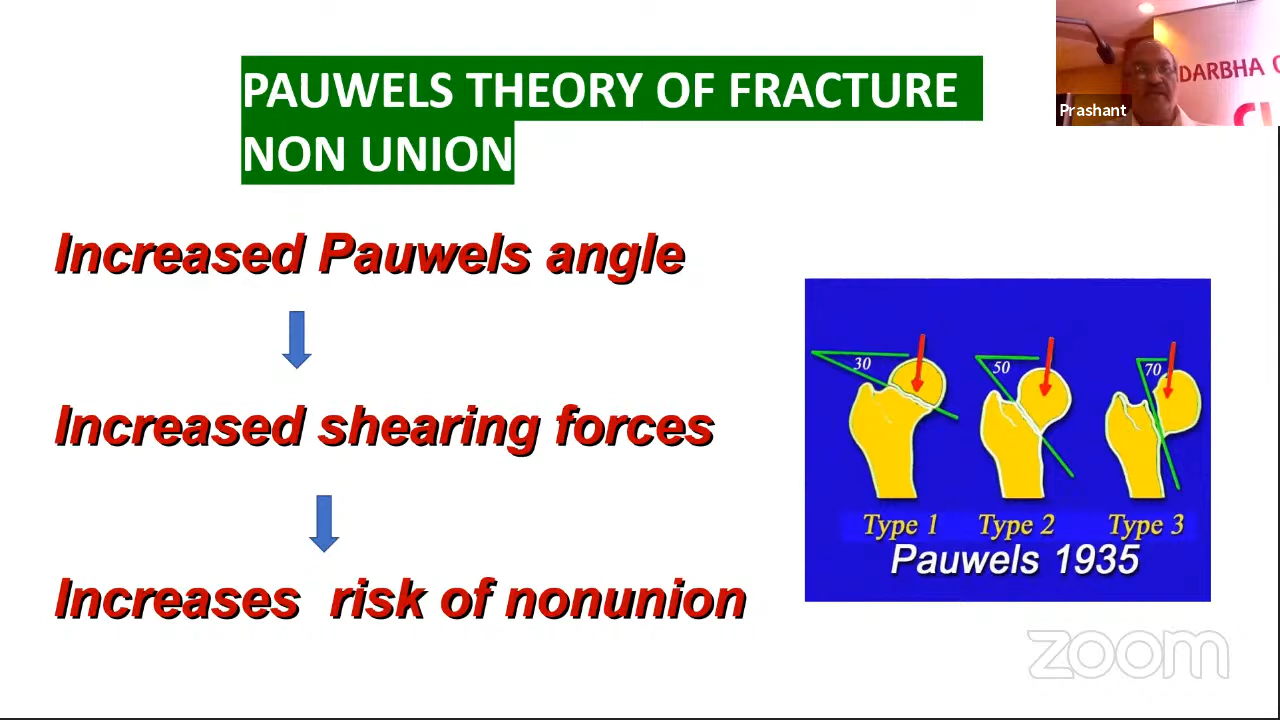 PAUWELS THEORY OF FRACTURE
NON UNION
DARBHA
Prashant
Increased Pauwels angle
Increased shearing forces
Increases risk of nonunion
30
50
70
Type 1 Type 2 Type 3
Pauwels 1935
zoom